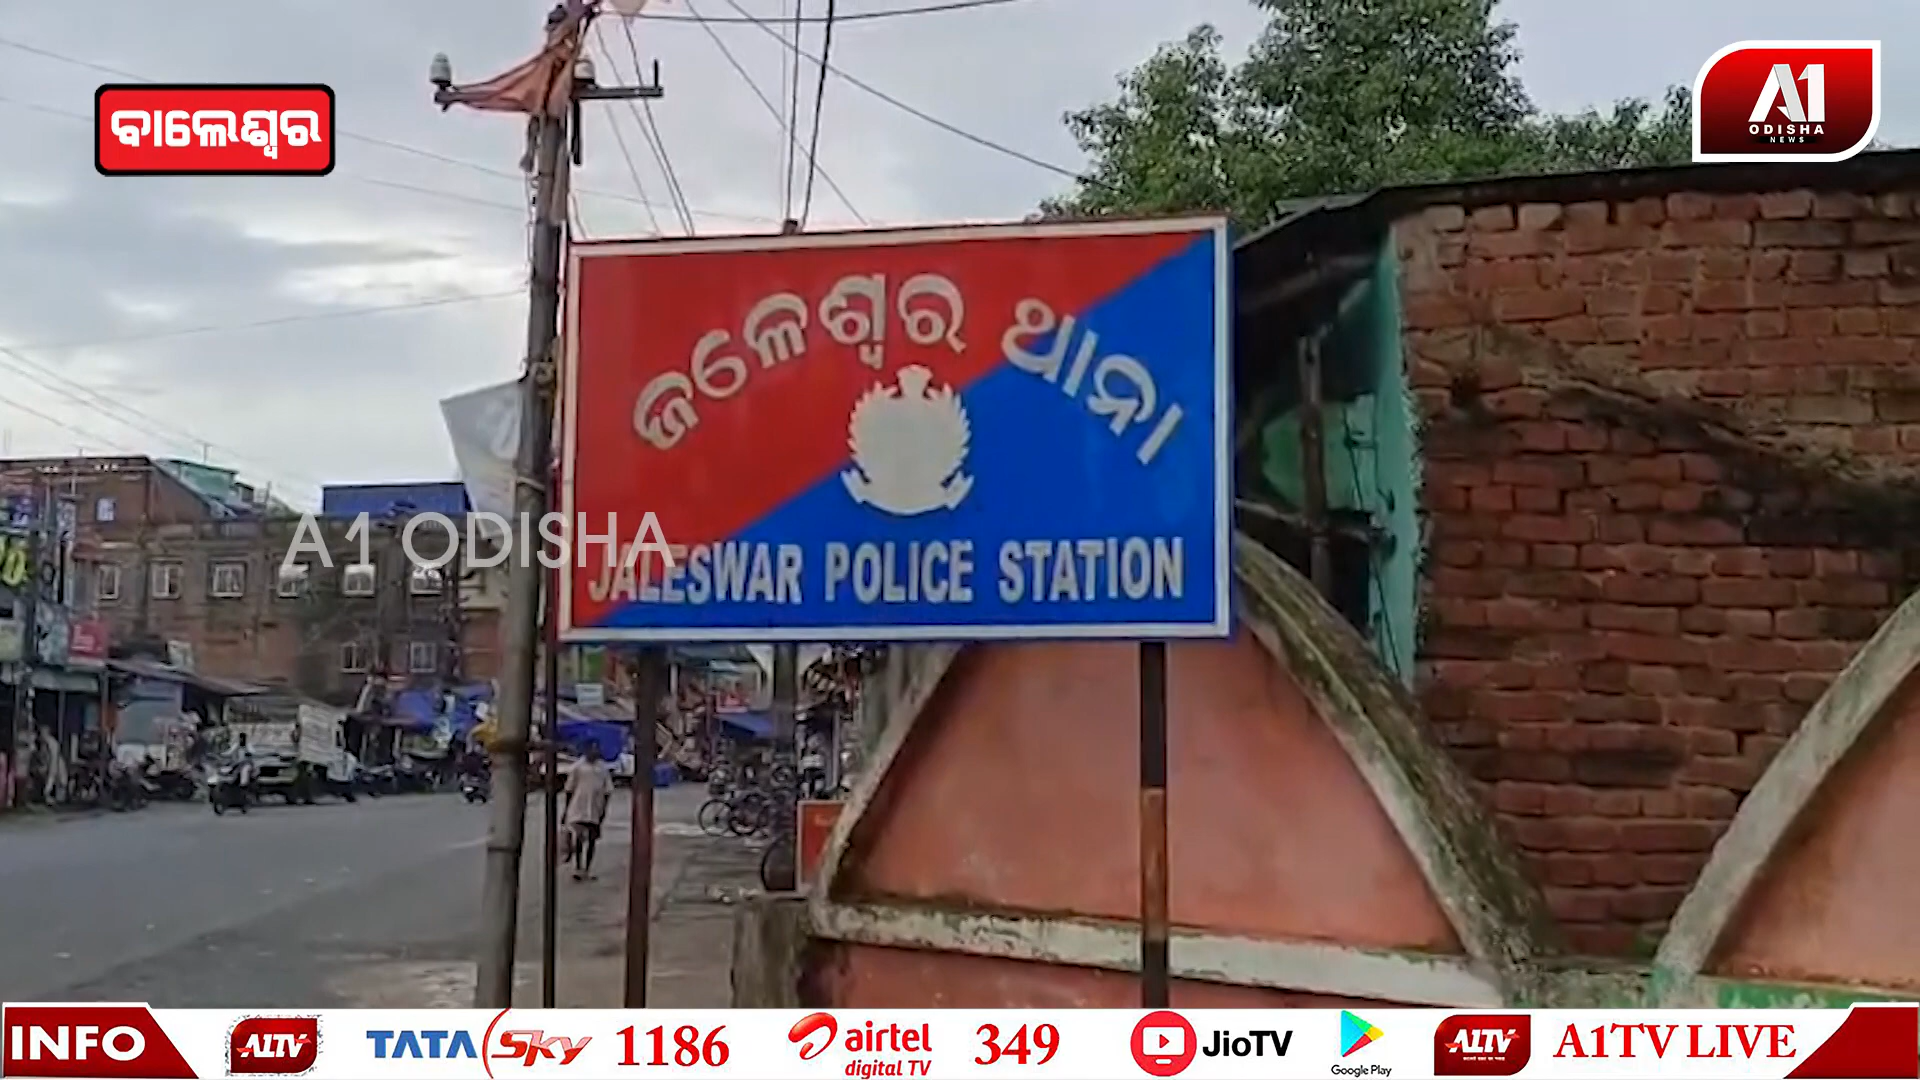 ବାଲେଶ୍ୱର
A1
ODISHA
NEWS
ଜଳେଶ୍ୱର ଥାନା
A1 ODISHA
JALESWAR POLICE STATION
INFO
A1TV
TATA Sky 1186
airtel
digital TV
349
JioTV
Google Play
A1TV
A1TV LIVE